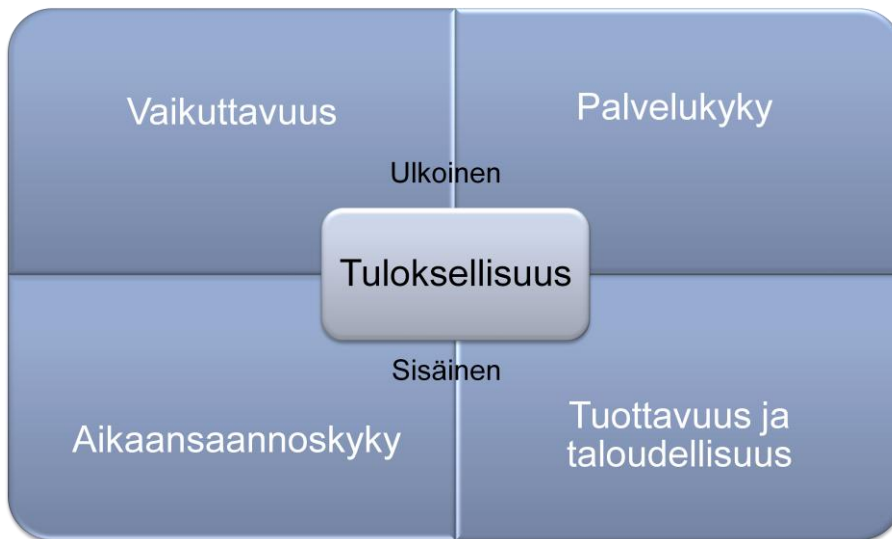 Vaikuttavuus
Palvelukyky
Ulkoinen
Tuloksellisuus
Sisäinen
Aikaansaannoskyky
Tuottavuus ja
taloudellisuus